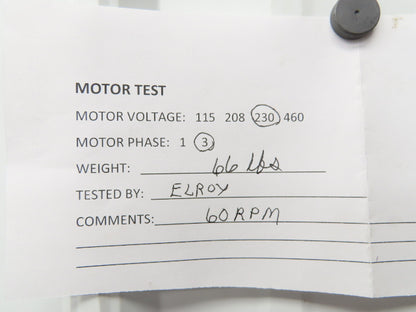 MOTOR TEST
MOTOR VOLTAGE: 115 208 230 460
MOTOR PHASE: 1 3
WEIGHT: 66 lbs
TESTED BY: ELROY
COMMENTS: 60 RPM